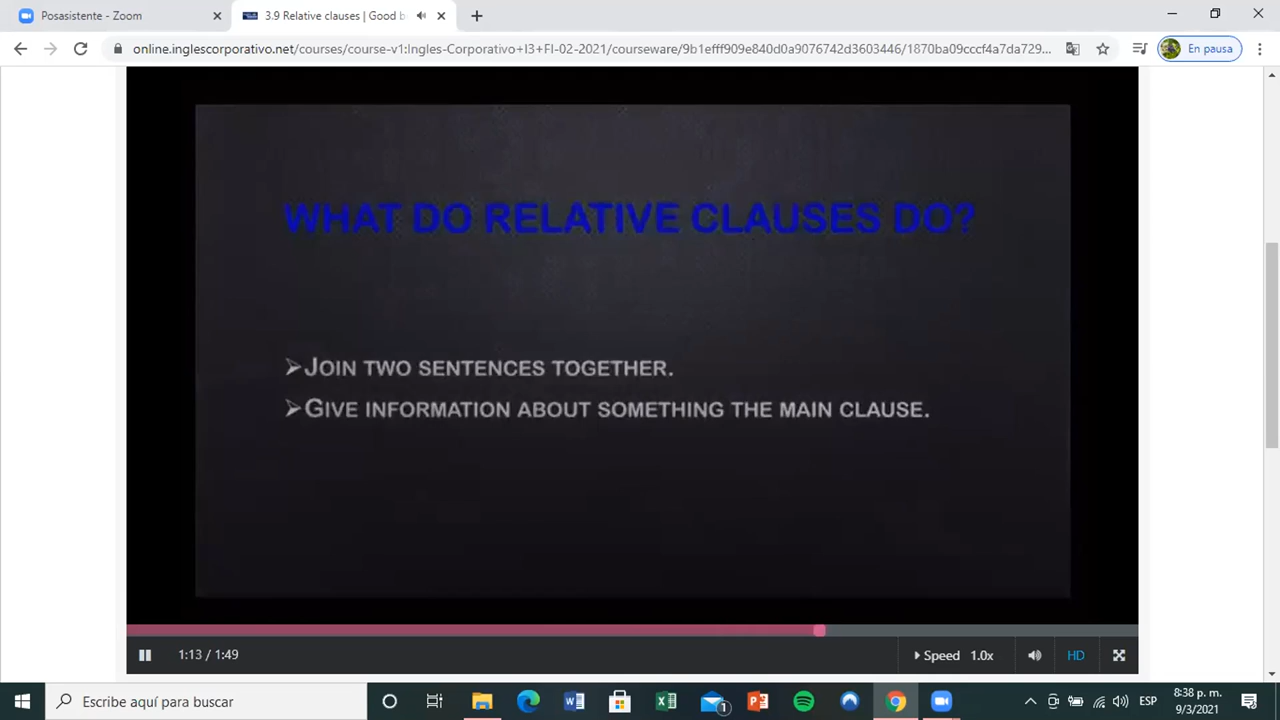 Posasistente - Zoom
3.9 Relative clauses | Good b
online.inglescorporativo.net/courses/course-v1:Ingles-Corporativo+I3+FI-02-2021/courseware/9b1efff909e840d0a9076742d3603446/1870ba09cccf4a7da729...
En pausa
WHAT DO RELATIVE CLAUSES DO?
➢JOIN TWO SENTENCES TOGETHER.
➢GIVE INFORMATION ABOUT SOMETHING THE MAIN CLAUSE.
1:13 / 1:49
Speed 1.0x
HD
Escribe aquí para buscar
1
ESP
8:38 p. m.
9/3/2021